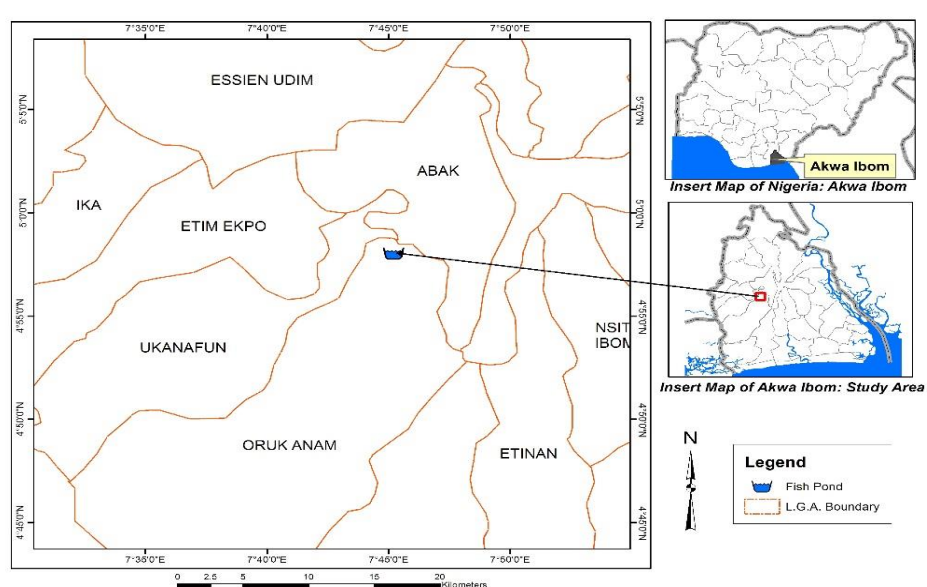 7°35'0"E
7°40'0"E
7°45'0"E
7°50'0"E
5°5'0"N
5°0'0"N
4°55'0"N
4°50'0"N
4°45'0"N
ESSIEN UDIM
ABAK
IKA
ETIM EKPO
UKANAFUN
NSIT
IBOM
ORUK ANAM
ETINAN
5°5'0"N
5°0'0"N
4°55'0"N
4°50'0"N
4°45'0"N
7°35'0"E
7°40'0"E
7°45'0"E
7°50'0"E
0 2.5 5 10 15 20
Kilometers
Akwa Ibom
Insert Map of Nigeria: Akwa Ibom
Insert Map of Akwa Ibom: Study Area
N
Legend
Fish Pond
L.G.A. Boundary